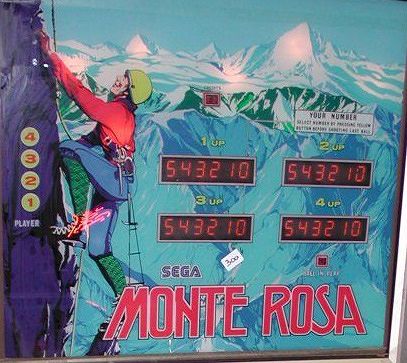 CREDITS
YOUR NUMBER
SELECT NUMBER BY PRESSING YELLOW
BUTTON BEFORE SHOOTING LAST BALL
1 UP
2 UP
543210
543210
3 UP
4 UP
543210
543210
4
3
2
1
PLAYER
300
SEGA
BALL IN PLAY
MONTE ROSA